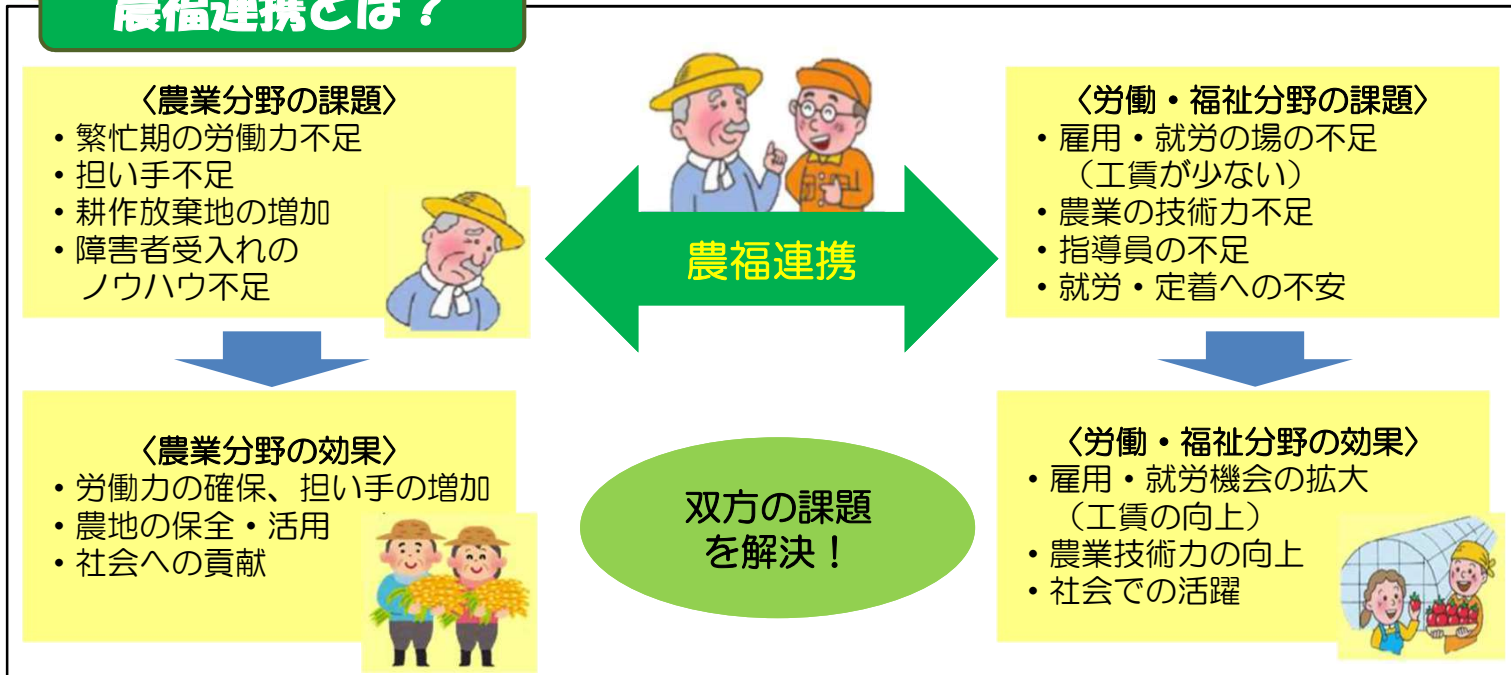 農福連携とは？
〈農業分野の課題〉
・繁忙期の労働力不足
・担い手不足
・耕作放棄地の増加
・障害者受入れの
ノウハウ不足
農福連携
〈労働・福祉分野の課題〉
・雇用・就労の場の不足
（工賃が少ない）
・農業の技術力不足
・指導員の不足
・就労・定着への不安
〈農業分野の効果〉
・労働力の確保、担い手の増加
・農地の保全・活用
・社会への貢献
双方の課題
を解決！
〈労働・福祉分野の効果〉
・雇用・就労機会の拡大
（工賃の向上）
・農業技術力の向上
・社会での活躍